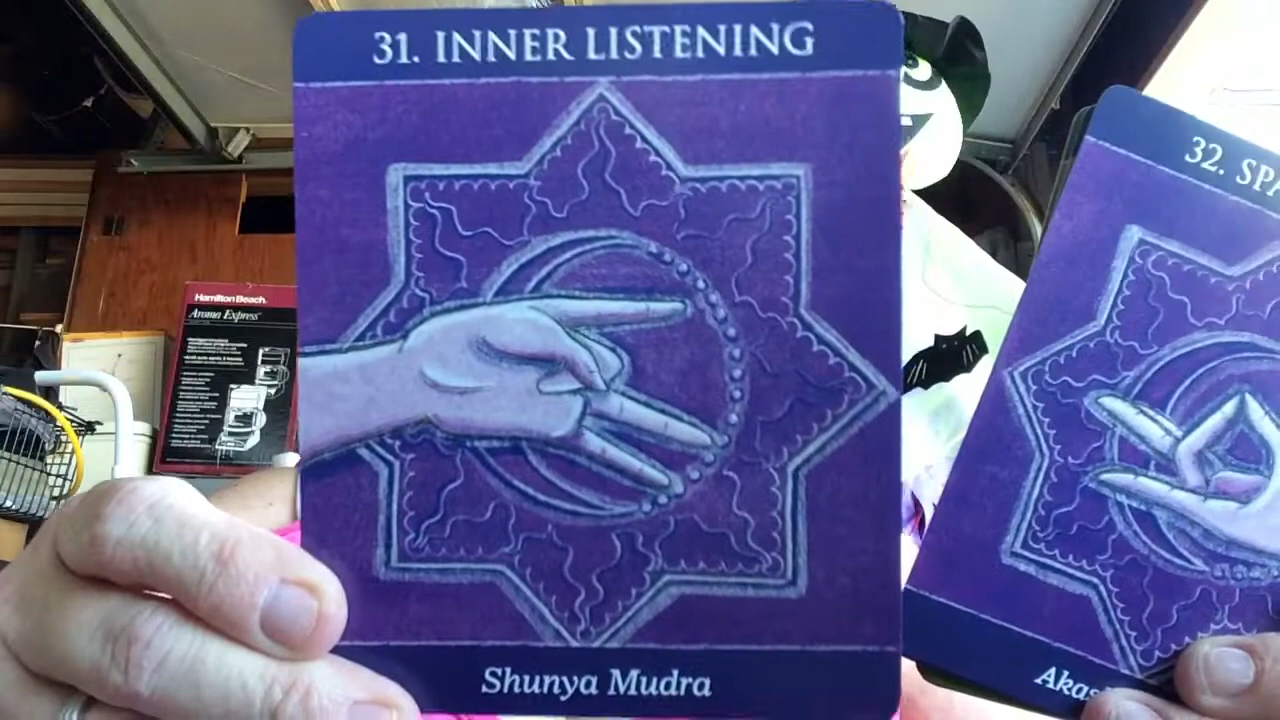 31. INNER LISTENING
Shunya Mudra
32. SPA
Akas
Hamilton Beach
Aroma Express